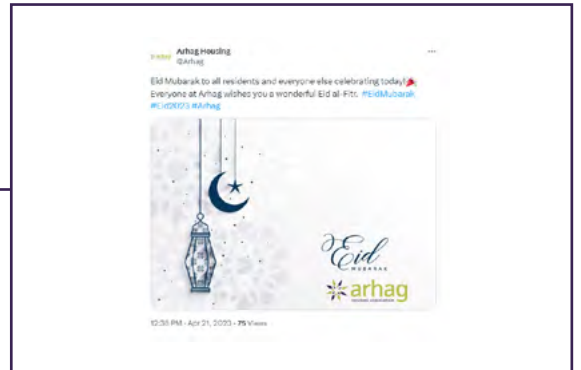 Arhag Housing
@Arhag
Eid Mubarak to all residents and everyone else celebrating today!
Everyone at Arhag wishes you a wonderful Eid al-Fitr. #EidMubarak
#Eid2023 #Arhag
Eid
MUBARAK
arhag
12:38 PM · Apr 21, 2023 · 75 Views